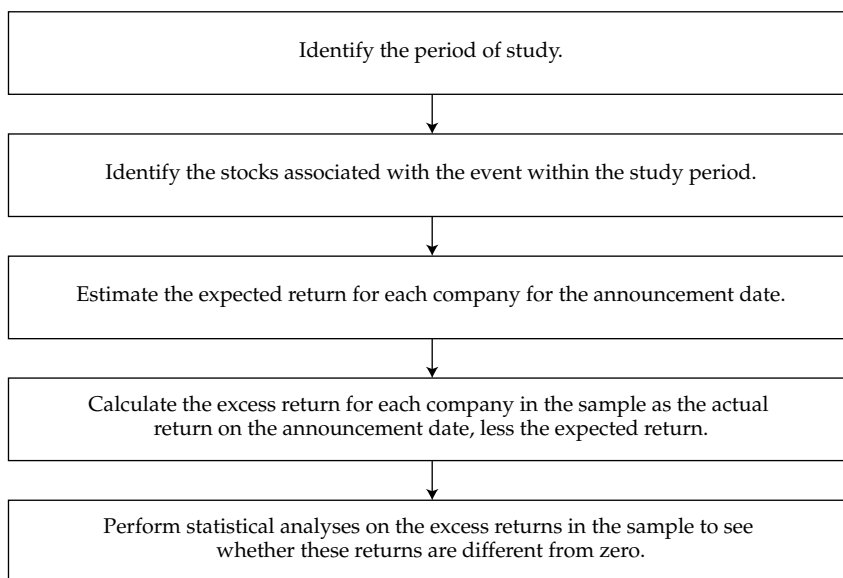 Identify the period of study.
Identify the stocks associated with the event within the study period.
Estimate the expected return for each company for the announcement date.
Calculate the excess return for each company in the sample as the actual
return on the announcement date, less the expected return.
Perform statistical analyses on the excess returns in the sample to see
whether these returns are different from zero.